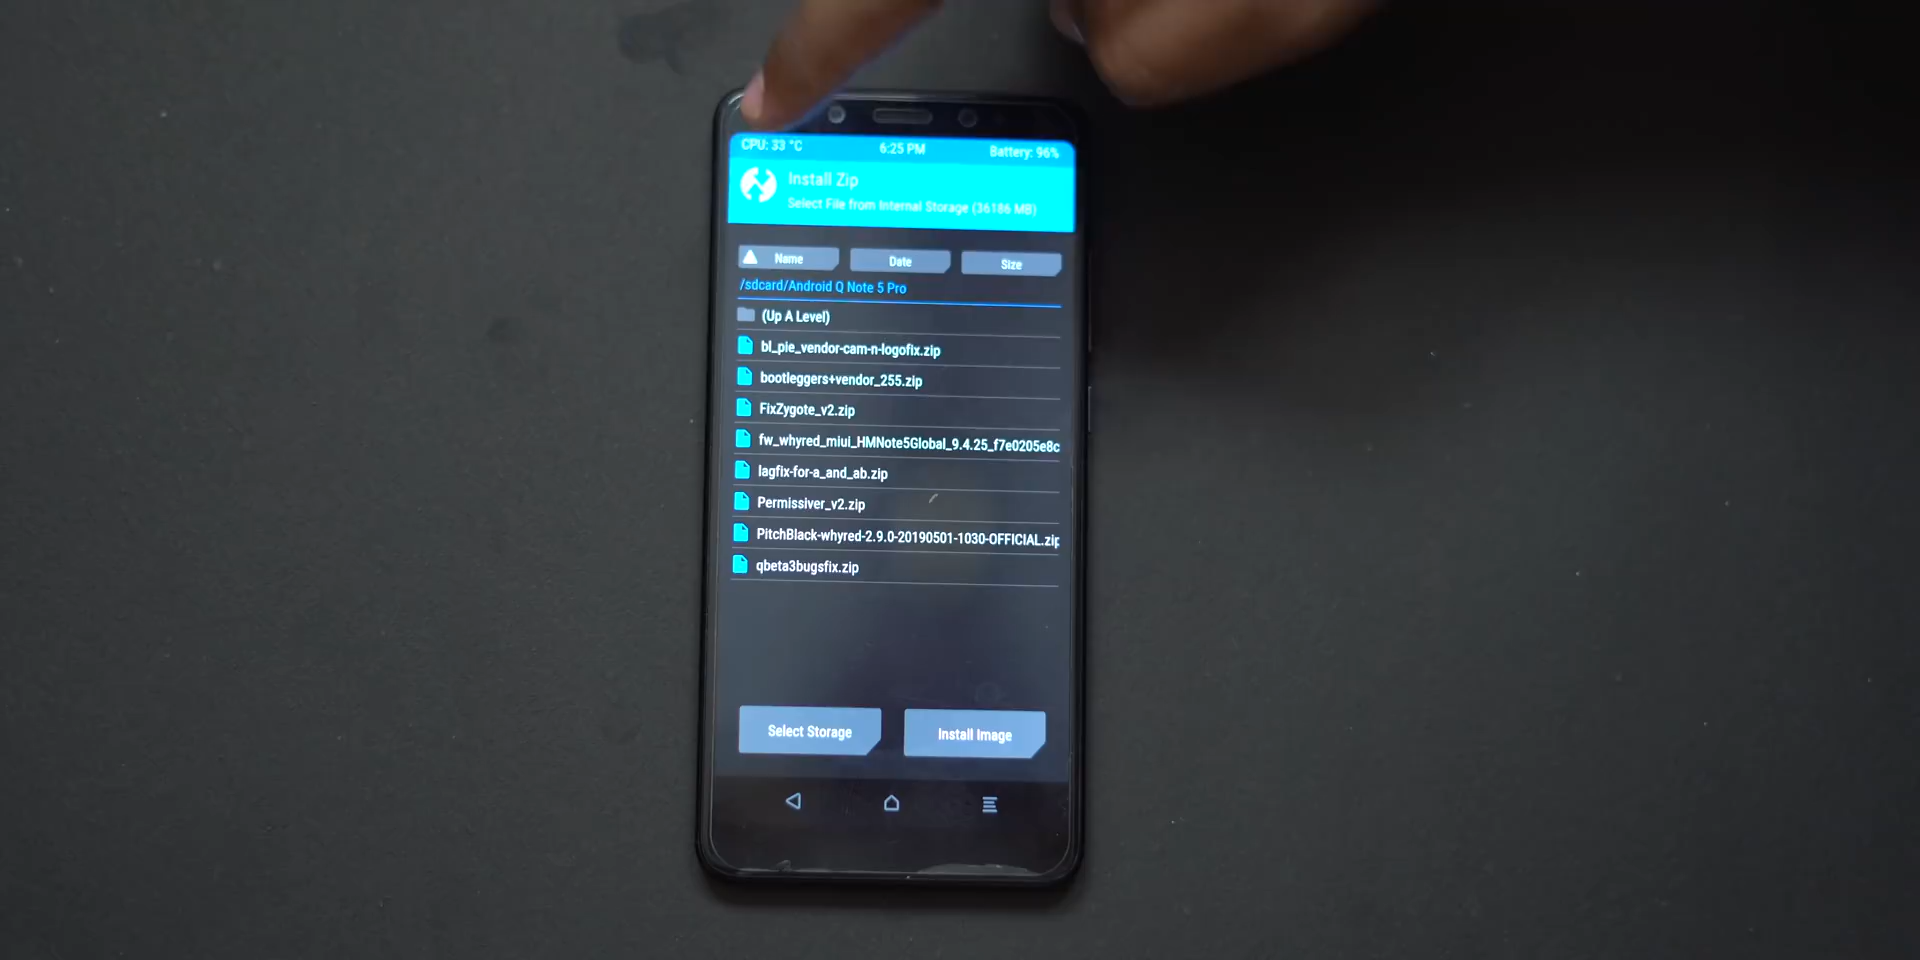 CPU: 33 °C 6:25 PM Battery: 96%
Install Zip
Select File from Internal Storage (36186 MB)
Name Date Size
/sdcard/Android Q Note 5 Pro
(Up A Level)
bl_pie_vendor-cam-n-logofix.zip
bootleggers+vendor_255.zip
FixZygote_v2.zip
fw_whyred_miui_HMNote5Global_9.4.25_f7e0205e8c
lagfix-for-a_and_ab.zip
Permissiver_v2.zip
PitchBlack-whyred-2.9.0-20190501-1030-OFFICIAL.zip
qbeta3bugsfix.zip
Select Storage Install Image